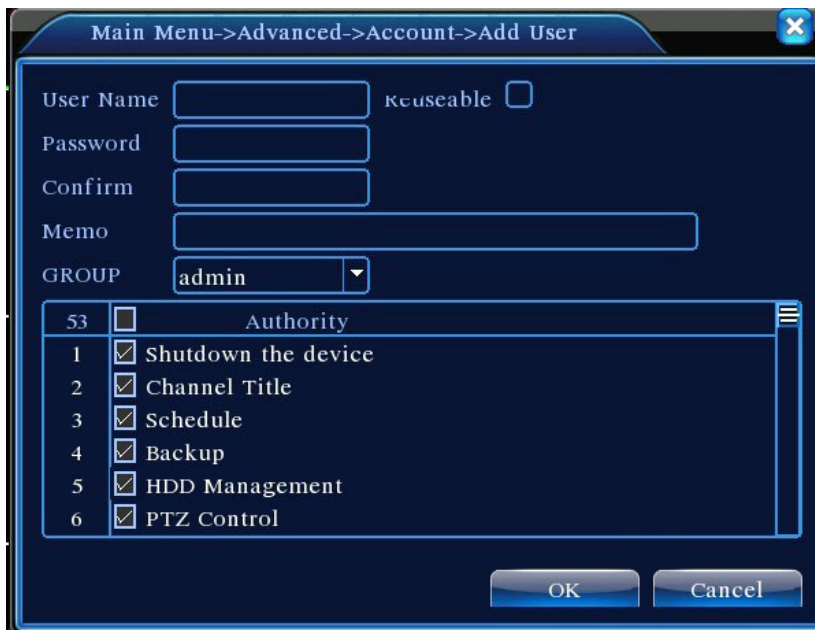 Main Menu->Advanced->Account->Add User
User Name Reuseable
Password
Confirm
Memo
GROUP admin
53 Authority
1 Shutdown the device
2 Channel Title
3 Schedule
4 Backup
5 HDD Management
6 PTZ Control
OK Cancel